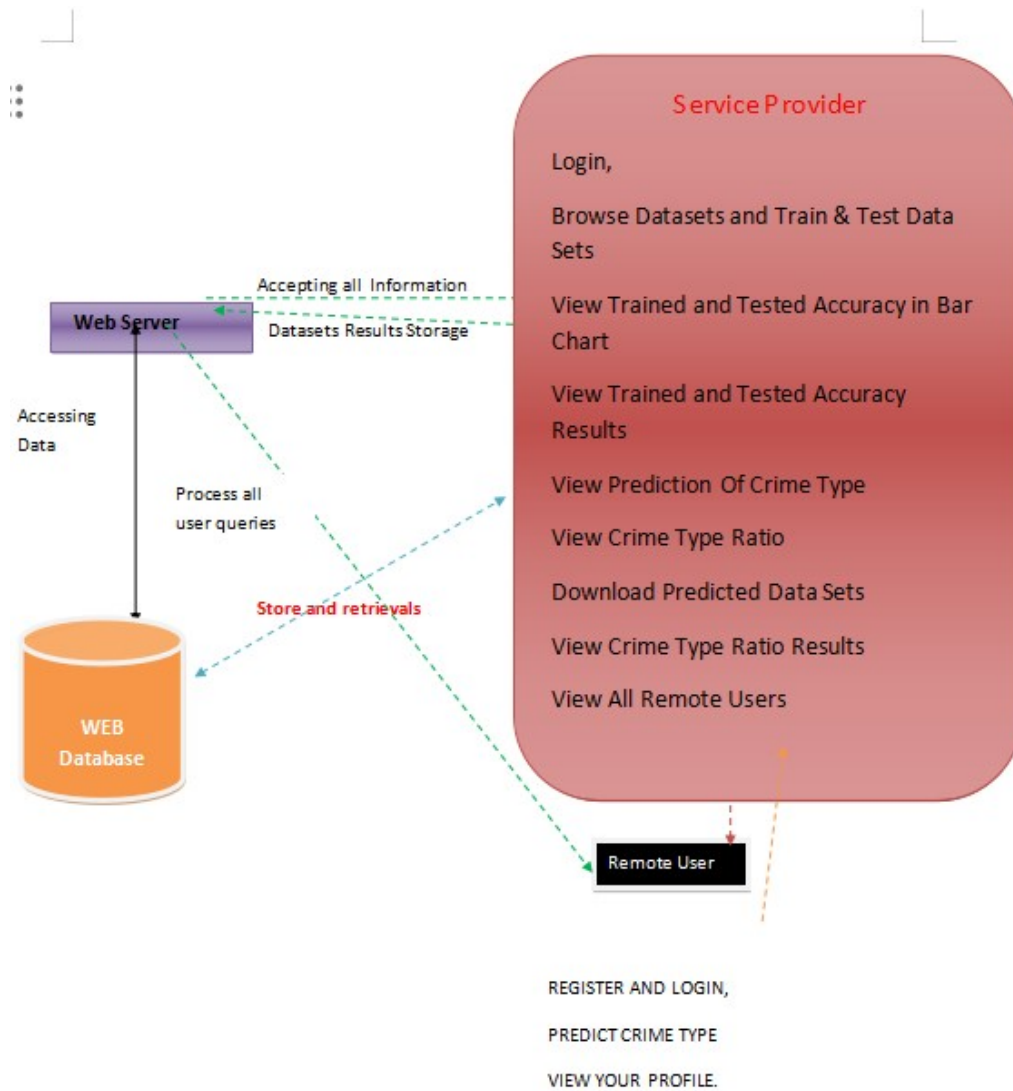 Service Provider
Login,
Browse Datasets and Train & Test Data
Sets
View Trained and Tested Accuracy in Bar
Chart
View Trained and Tested Accuracy
Results
View Prediction Of Crime Type
View Crime Type Ratio
Download Predicted Data Sets
View Crime Type Ratio Results
View All Remote Users
Accepting all Information
Datasets Results Storage
Web Server
Accessing
Data
Process all
user queries
Store and retrievals
WEB
Database
Remote User
REGISTER AND LOGIN,
PREDICT CRIME TYPE
VIEW YOUR PROFILE.